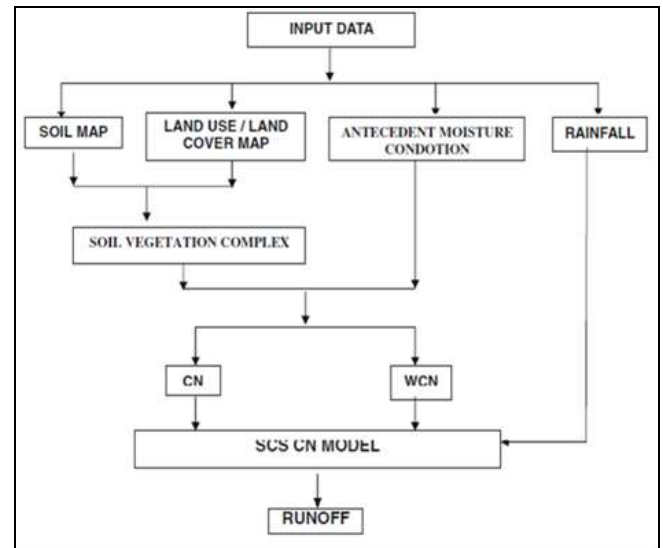 INPUT DATA
SOIL MAP
LAND USE / LAND
COVER MAP
ANTECEDENT MOISTURE
CONDOTION
RAINFALL
SOIL VEGETATION COMPLEX
CN
WCN
SCS CN MODEL
RUNOFF